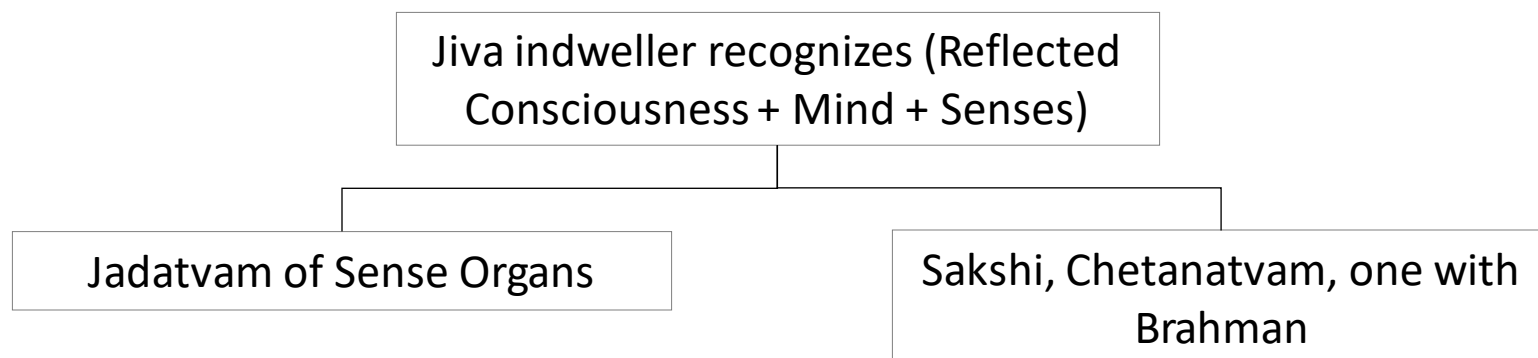 Jiva indweller recognizes (Reflected
Consciousness + Mind + Senses)
Jadatvam of Sense Organs
Sakshi, Chetanatvam, one with
Brahman